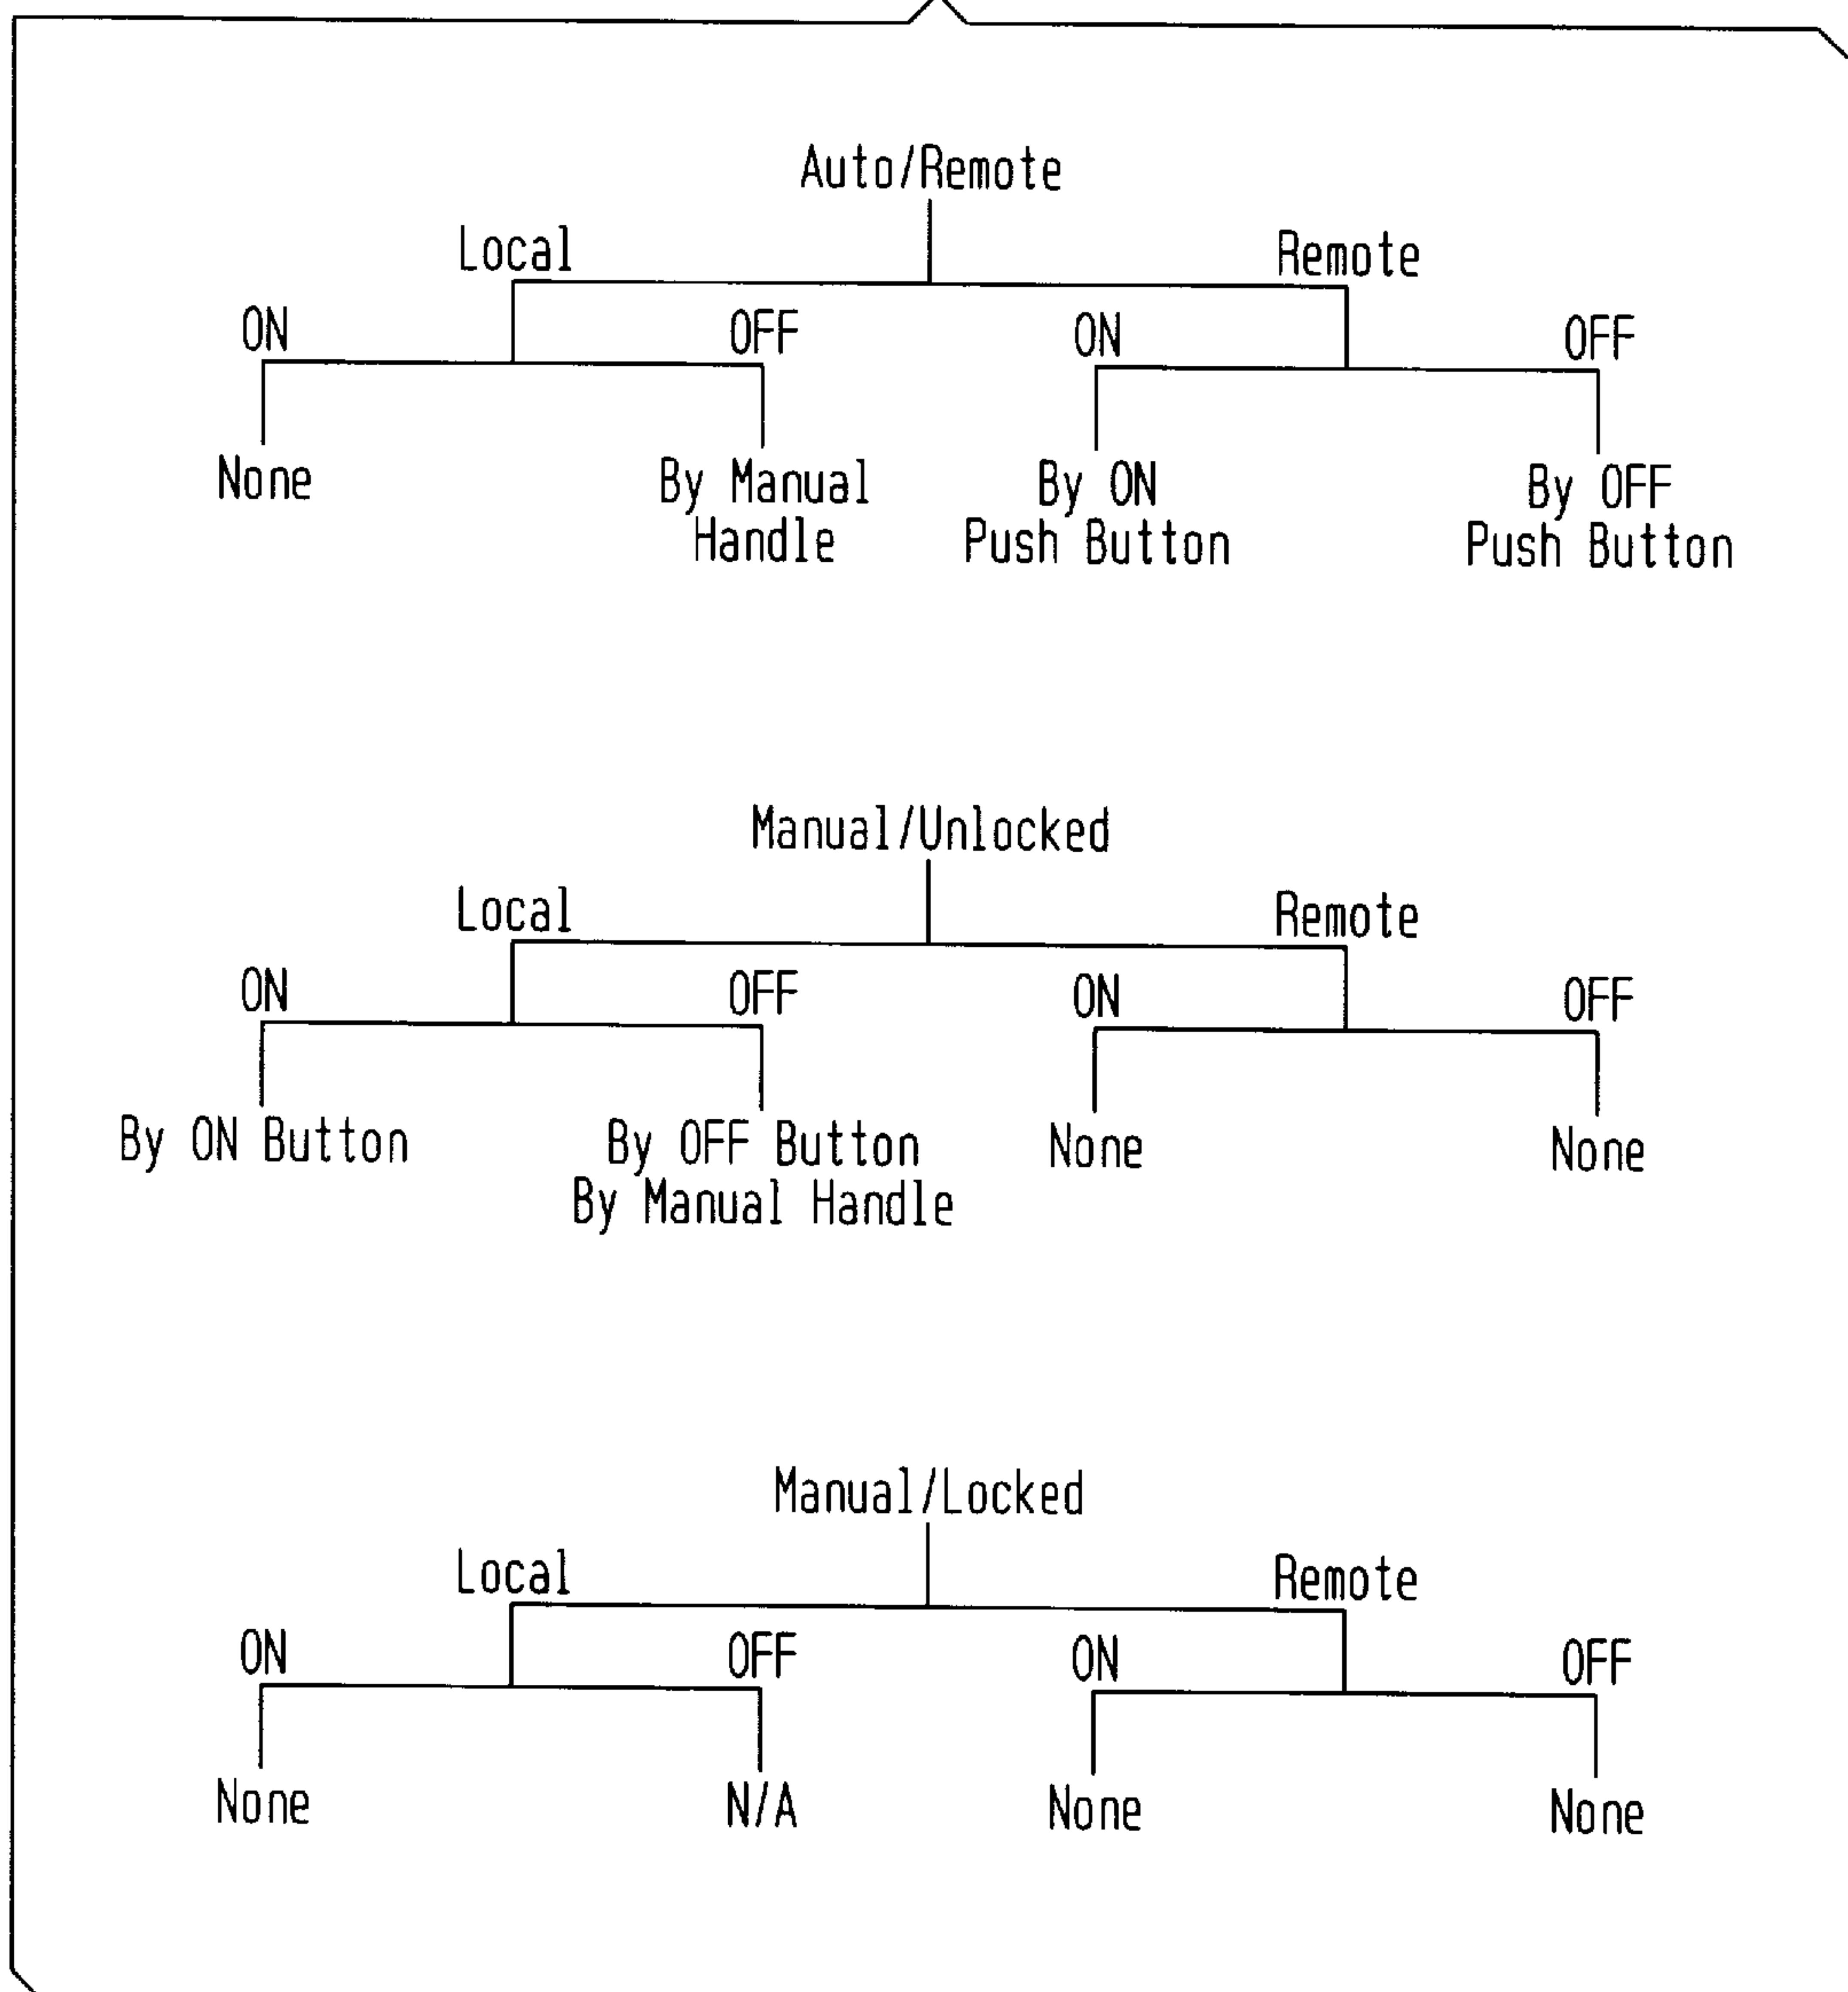 Auto/Remote
Local
Remote
ON
OFF
ON
OFF
None
By Manual
Handle
By ON
Push Button
By OFF
Push Button
Manual/Unlocked
Local
Remote
ON
OFF
ON
OFF
By ON Button
By OFF Button
By Manual Handle
None
None
Manual/Locked
Local
Remote
ON
OFF
ON
OFF
None
N/A
None
None